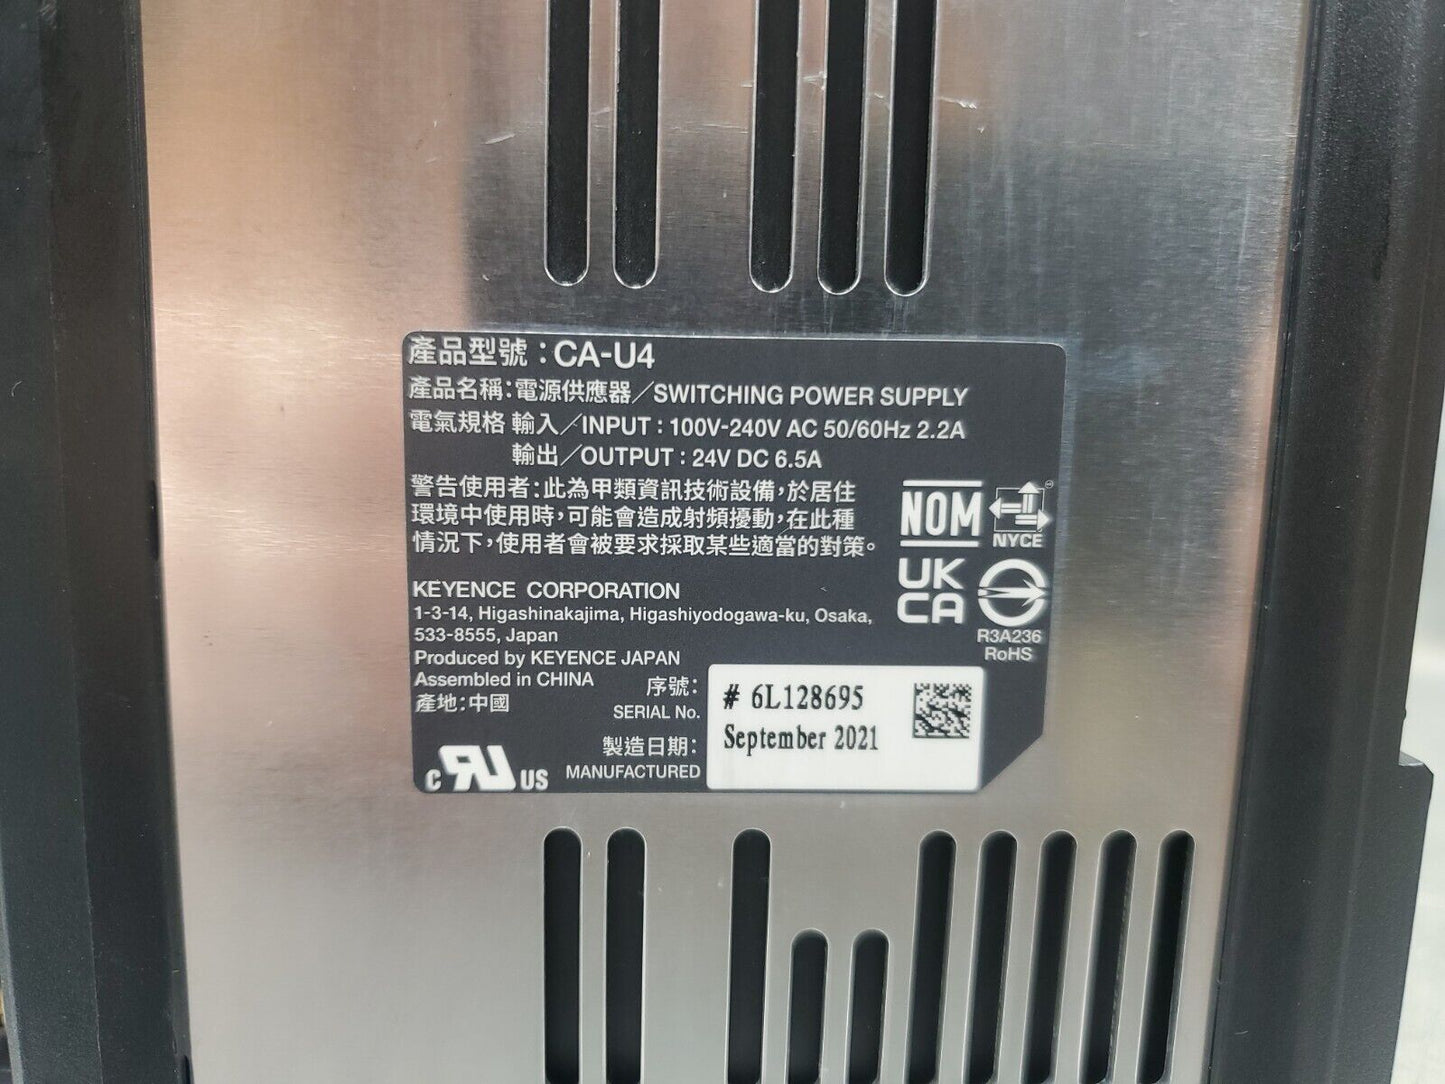 產品型號：CA-U4
產品名稱：電源供應器／SWITCHING POWER SUPPLY
電氣規格 輸入／INPUT : 100V-240V AC 50/60Hz 2.2A
輸出／OUTPUT : 24V DC 6.5A
警告使用者：此為甲類資訊技術設備，於居住
環境中使用時，可能會造成射頻擾動，在此種
情況下，使用者會被要求採取某些適當的對策。
NOM
NYCE
UK
CA
R3A236
RoHS
KEYENCE CORPORATION
1-3-14, Higashinakajima, Higashiyodogawa-ku, Osaka,
533-8555, Japan
Produced by KEYENCE JAPAN
Assembled in CHINA
產地：中國
序號：
SERIAL No.
# 6L128695
製造日期：
MANUFACTURED
September 2021
C RU US